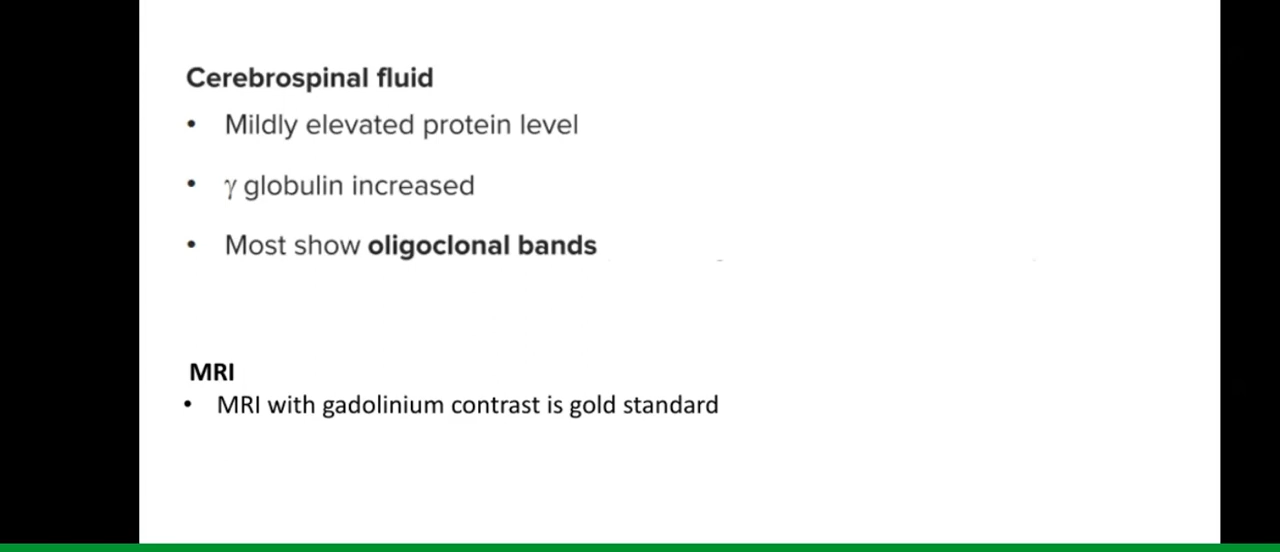 Cerebrospinal fluid
• Mildly elevated protein level
• γ globulin increased
• Most show oligoclonal bands
MRI
• MRI with gadolinium contrast is gold standard